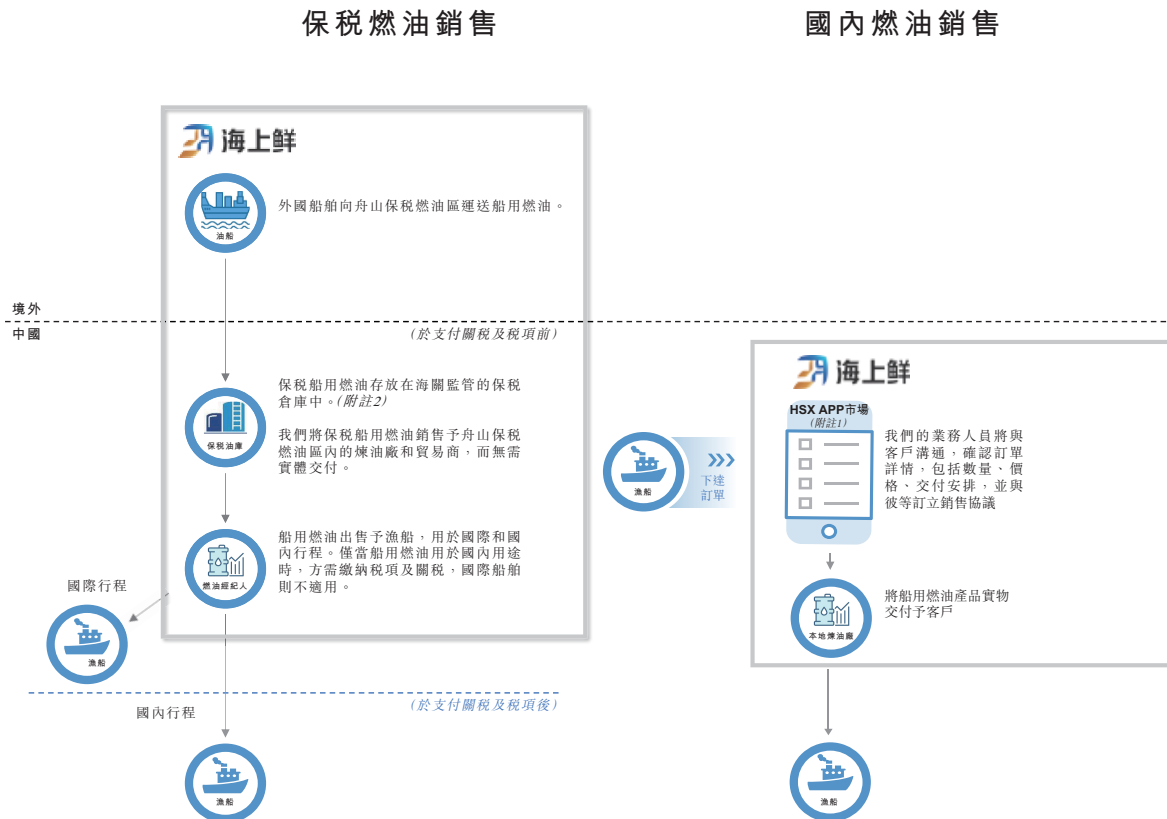 保稅燃油銷售
國內燃油銷售
海上鲜
油船
外國船舶向舟山保稅燃油區運送船用燃油。
境外
中國
(於支付關稅及稅項前)
保稅油庫
保稅船用燃油存放在海關監管的保稅
倉庫中。(附註2)
我們將保稅船用燃油銷售予舟山保稅
燃油區內的煉油廠和貿易商，而無需
實體交付。
燃油經紀人
船用燃油出售予漁船，用於國際和國
內行程。僅當船用燃油用於國內用途
時，方需繳納稅項及關稅，國際船舶
則不適用。
國際行程
漁船
(於支付關稅及稅項後)
國內行程
漁船
漁船
下達
訂單
海上鲜
HSX APP市場
(附註1)
我們的業務人員將與
客戶溝通，確認訂單
詳情，包括數量、價
格、交付安排，並與
彼等訂立銷售協議
本地煉油廠
將船用燃油產品實物
交付予客戶
漁船